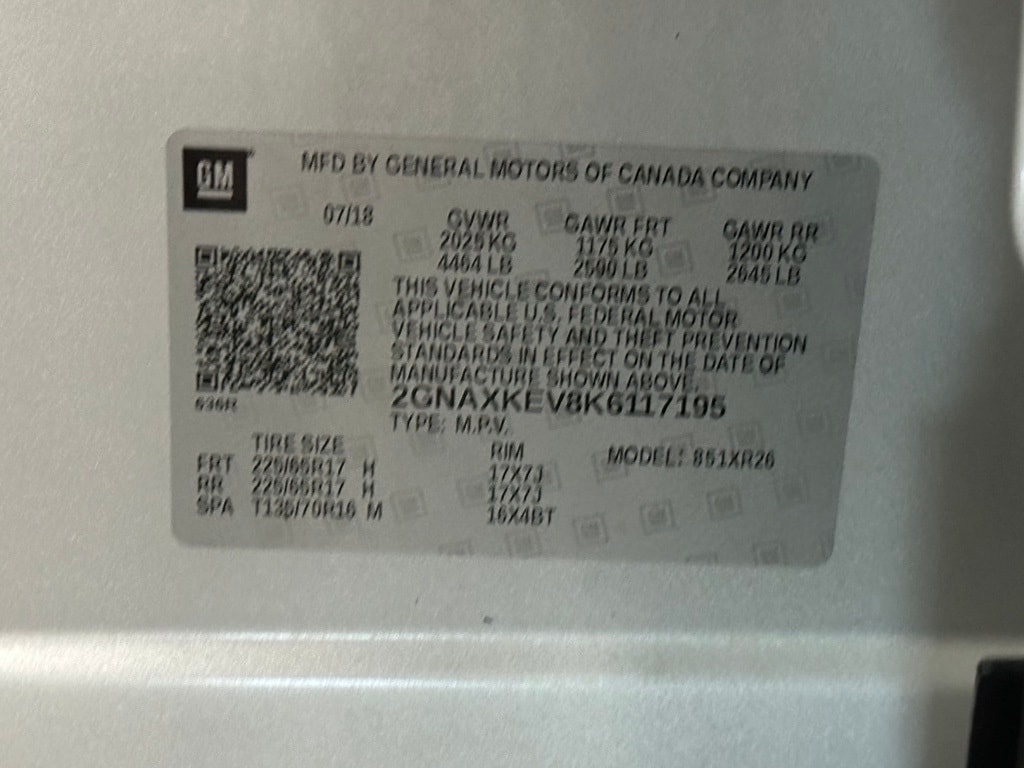 GM
MFD BY GENERAL MOTORS OF CANADA COMPANY
07/18 GVWR GAWR FRT GAWR RR
2025 KG 1175 KG 1200 KG
4464 LB 2590 LB 2645 LB
THIS VEHICLE CONFORMS TO ALL
APPLICABLE U.S. FEDERAL MOTOR
VEHICLE SAFETY AND THEFT PREVENTION
STANDARDS IN EFFECT ON THE DATE OF
MANUFACTURE SHOWN ABOVE.
2GNAXKEV8K6117195
TYPE: M.P.V.
TIRE SIZE RIM MODEL:
FRT 225/65R17 H 17X7J
RR 225/65R17 H 17X7J
SPA T135/70R16 M 16X4BT